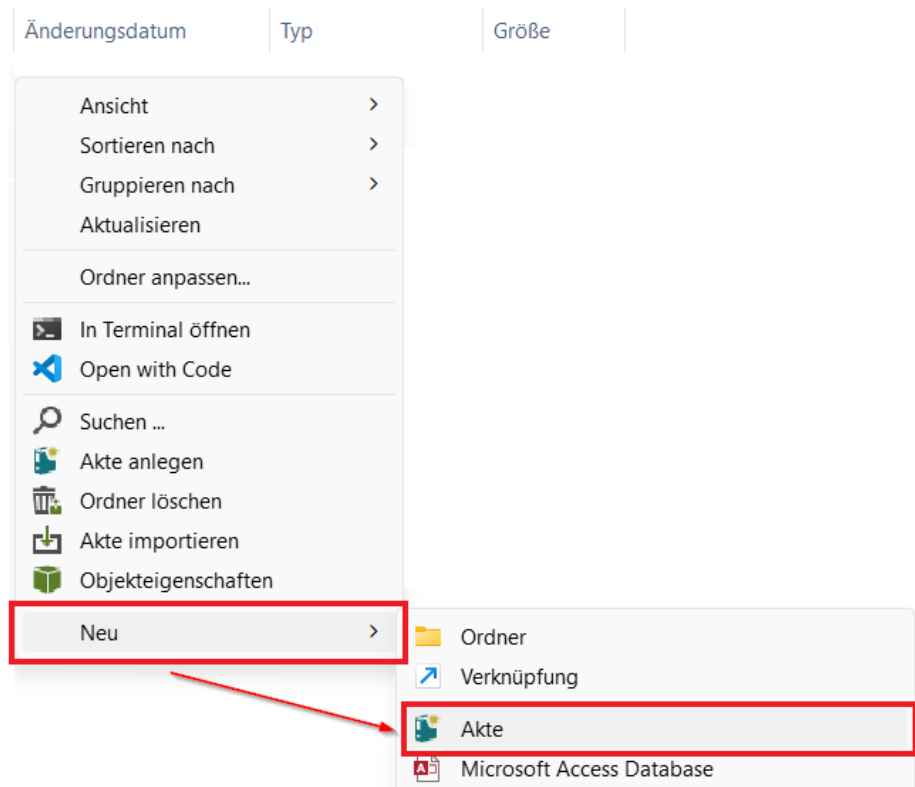 Änderungsdatum Typ Größe
Ansicht
Sortieren nach
Gruppieren nach
Aktualisieren
Ordner anpassen...
In Terminal öffnen
Open with Code
Suchen ...
Akte anlegen
Ordner löschen
Akte importieren
Objekteigenschaften
Neu
Ordner
Verknüpfung
Akte
Microsoft Access Database